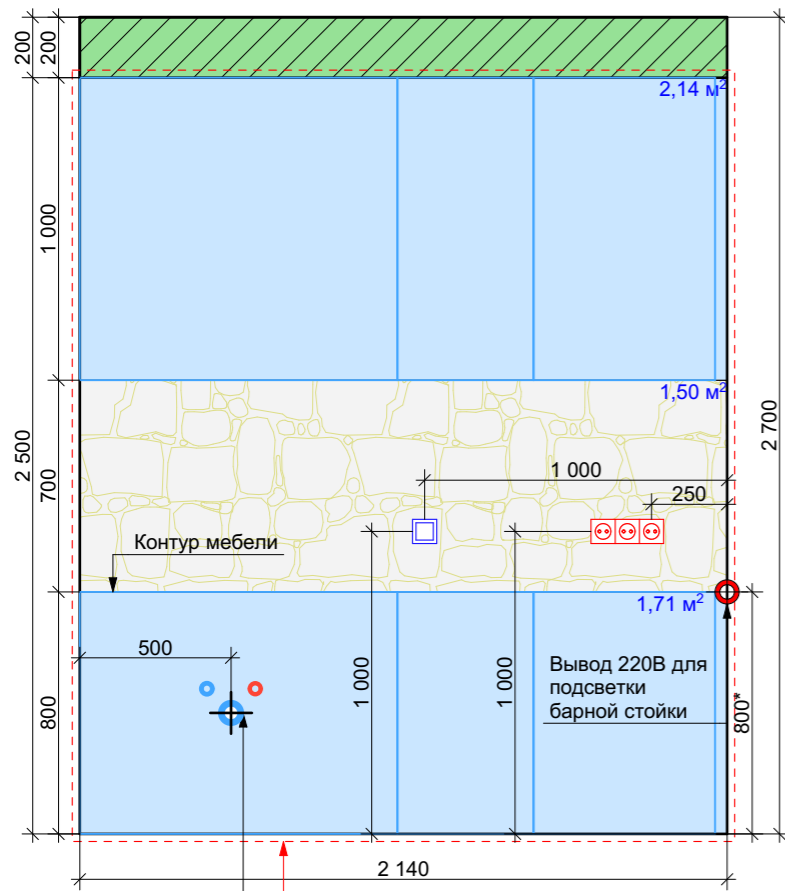 200
200
2,14 м²
1 000
1,50 м²
2 700
2 500
700
1 000
250
Контур мебели
1,71 м²
500
1 000
1 000
Вывод 220В для
подсветки
барной стойки
800
800*
2 140